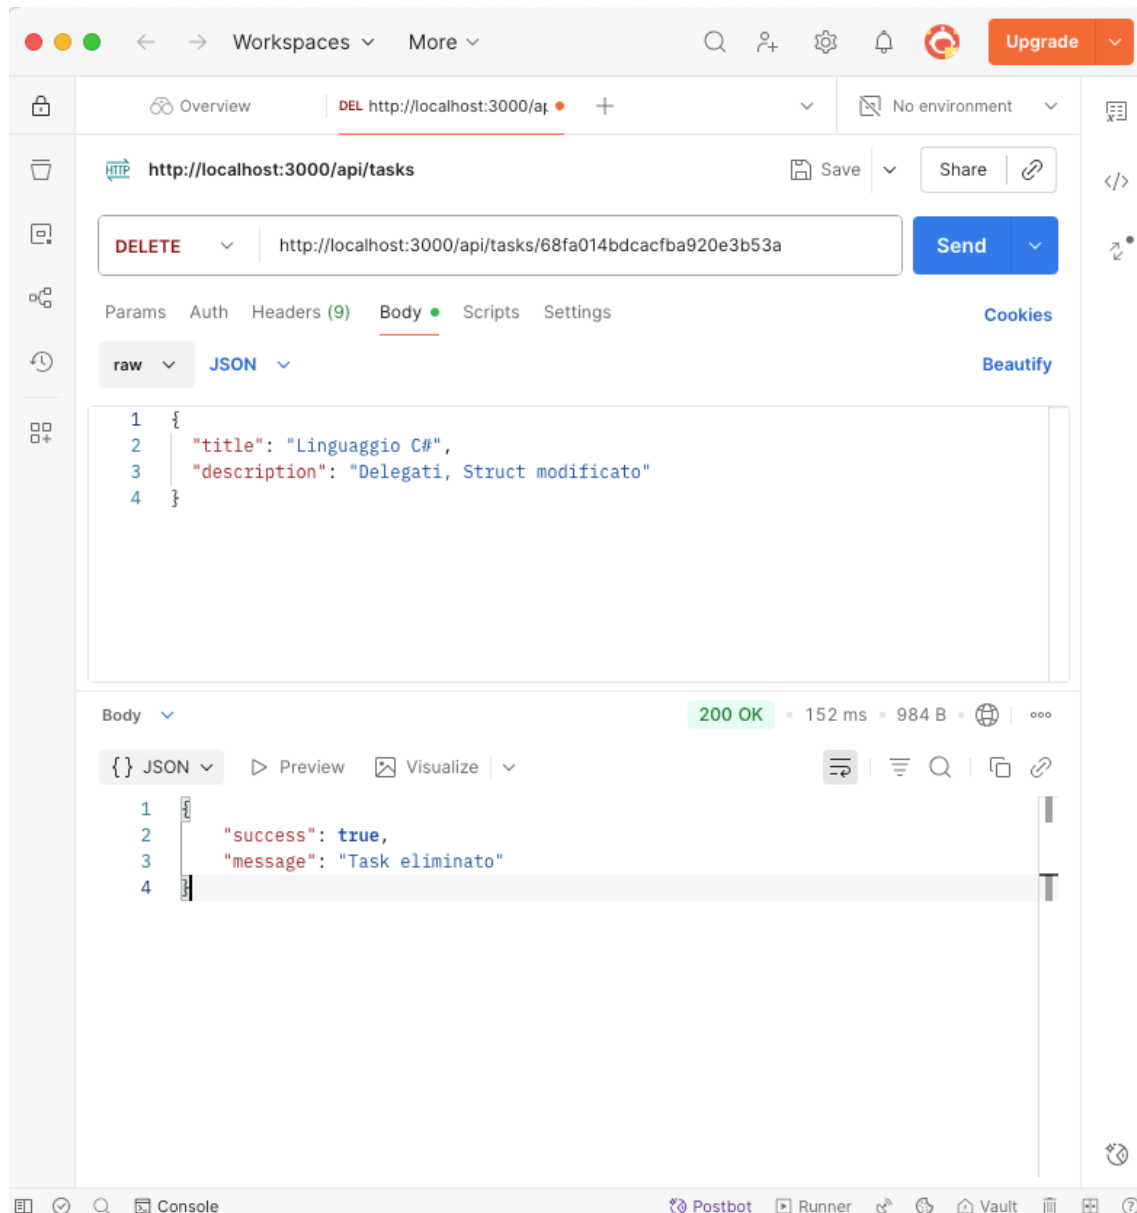 Workspaces More Upgrade
Overview DEL http://localhost:3000/ap No environment
HTTP http://localhost:3000/api/tasks Save Share
DELETE http://localhost:3000/api/tasks/68fa014bdcacfba920e3b53a Send
Params Auth Headers (9) Body Scripts Settings Cookies
raw JSON Beautify
1 {
2 "title": "Linguaggio C#",
3 "description": "Delegati, Struct modificato"
4 }
Body 200 OK 152 ms 984 B
{} JSON Preview Visualize
1 {
2 "success": true,
3 "message": "Task eliminato"
4 }
Console Postbot Runner Vault